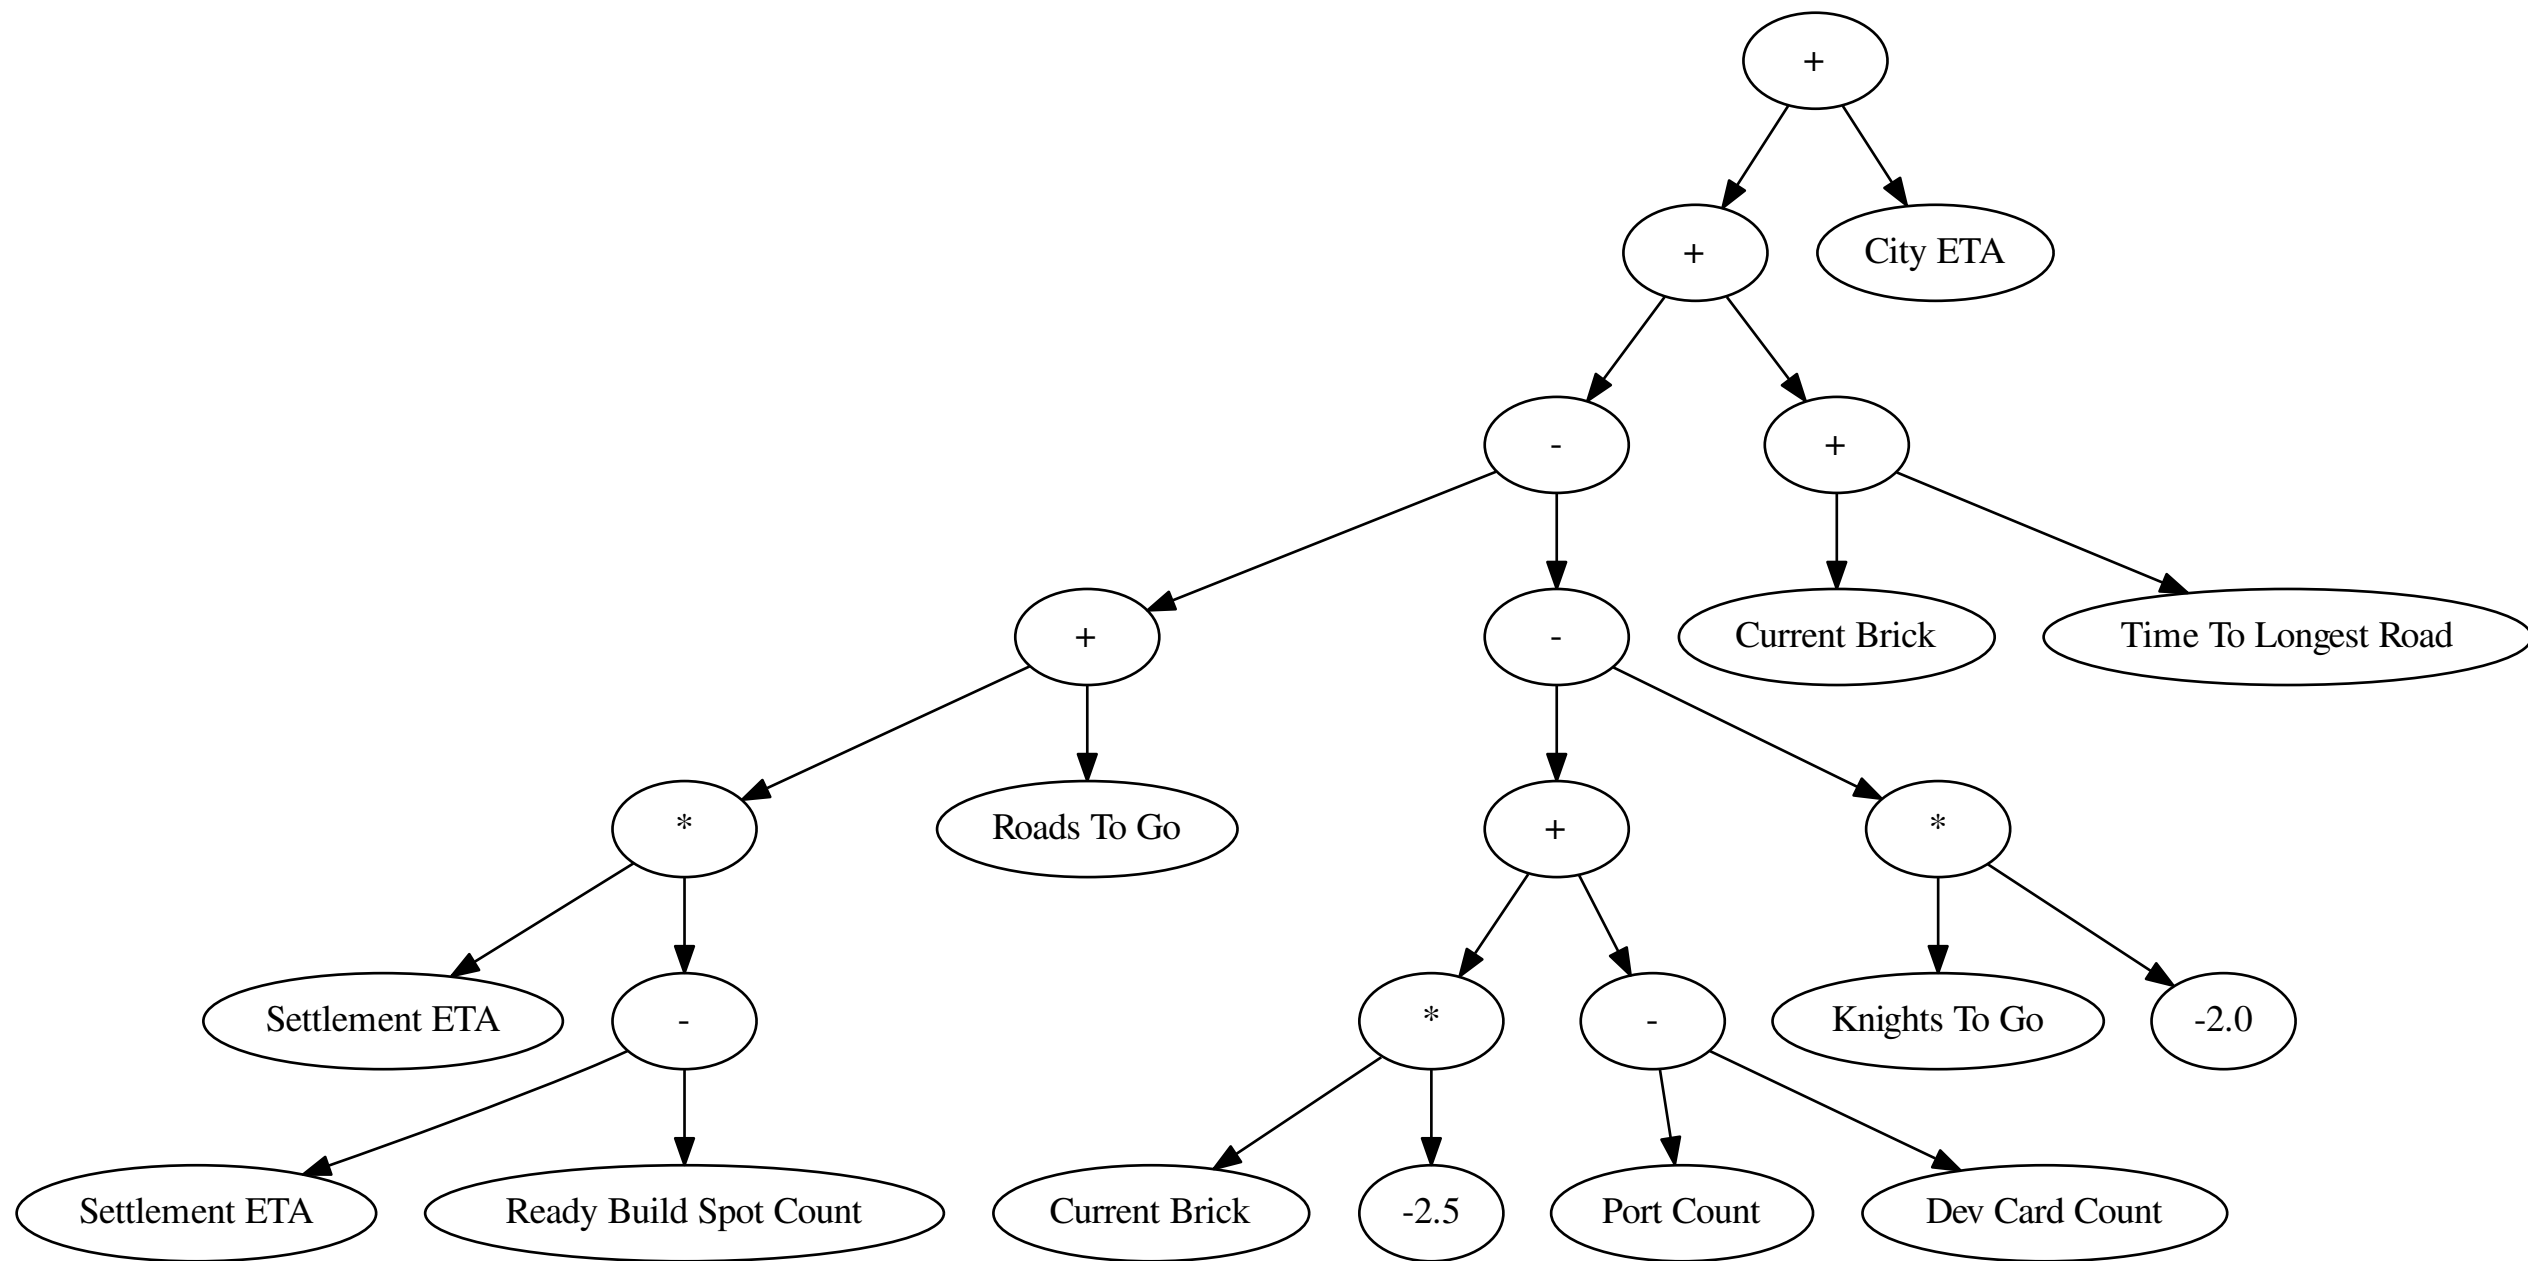 +
+ City ETA
- +
+ - Current Brick Time To Longest Road
* Roads To Go + *
Settlement ETA - * - Knights To Go -2.0
Settlement ETA Ready Build Spot Count Current Brick -2.5 Port Count Dev Card Count